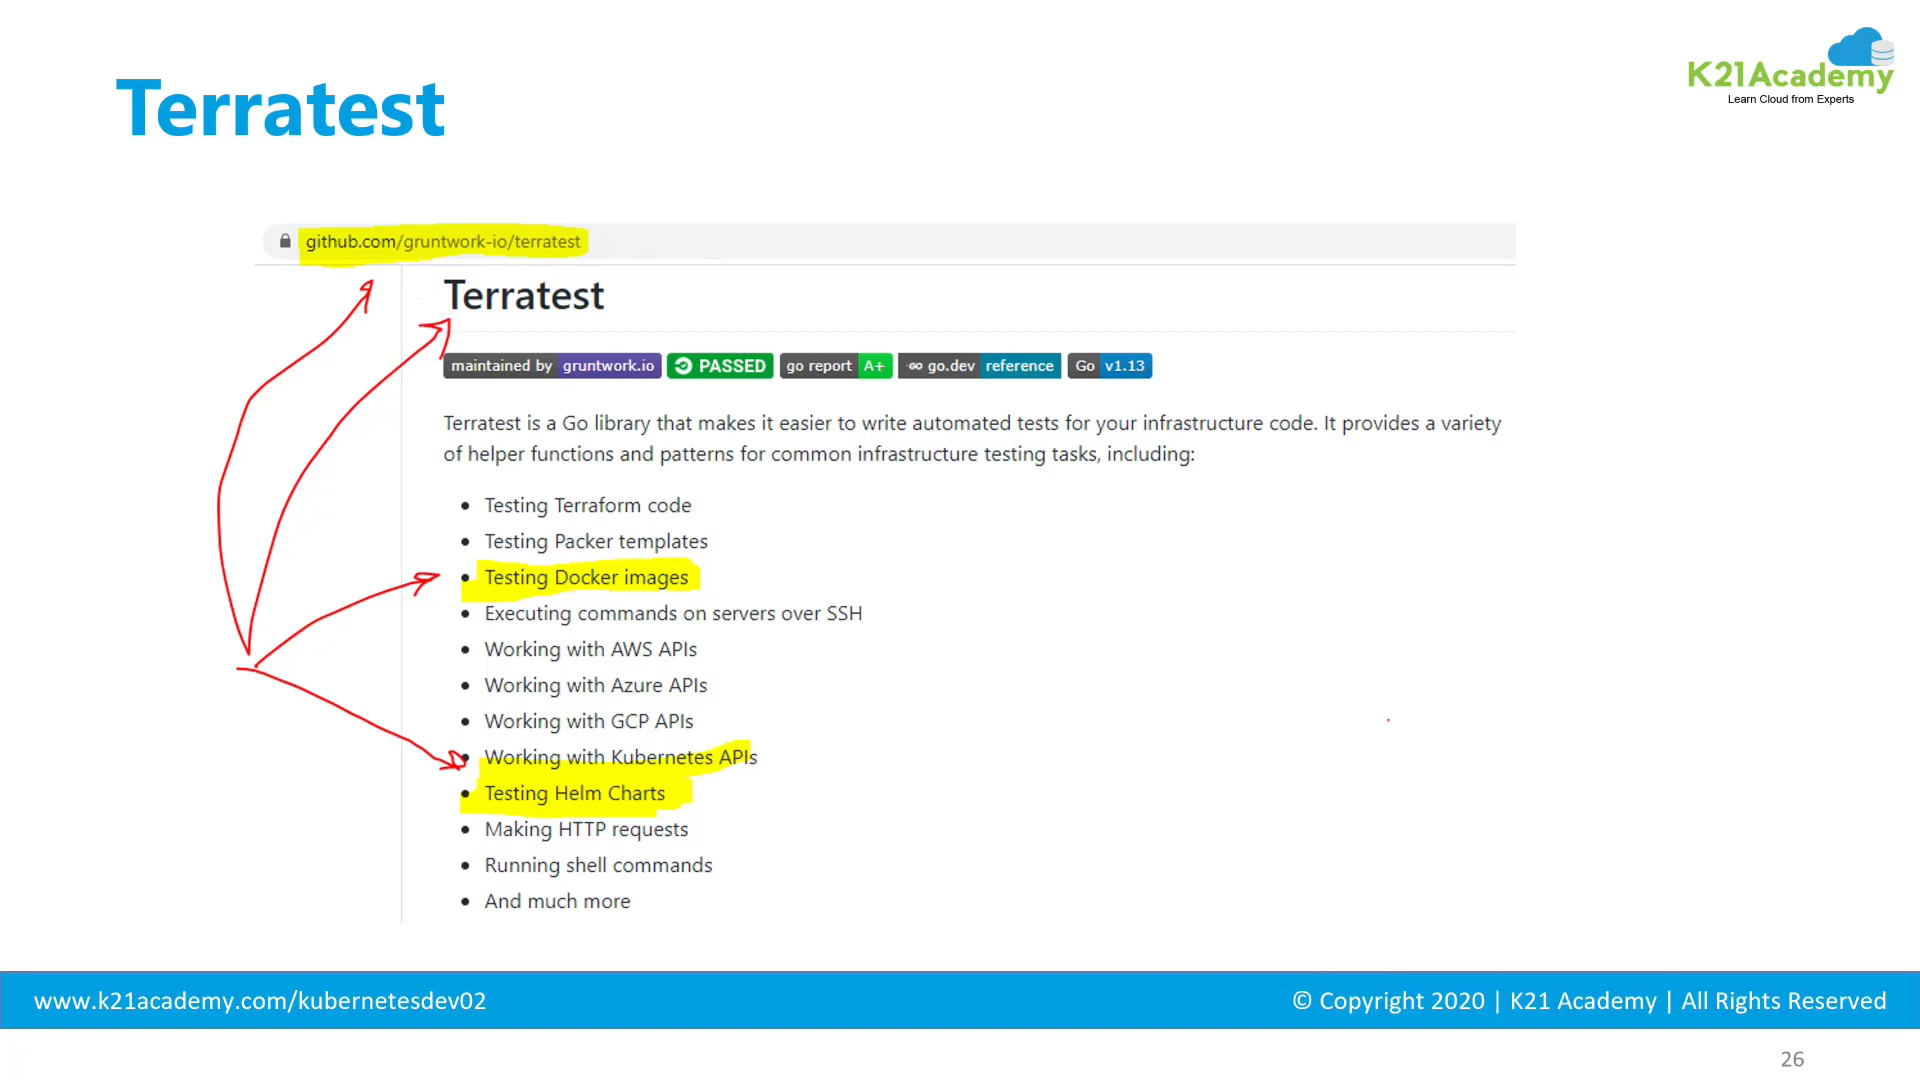 Terratest
K21Academy
Learn Cloud from Experts
github.com/gruntwork-io/terratest
Terratest
maintained by gruntwork.io PASSED go report A+ go.dev reference Go v1.13
Terratest is a Go library that makes it easier to write automated tests for your infrastructure code. It provides a variety
of helper functions and patterns for common infrastructure testing tasks, including:
• Testing Terraform code
• Testing Packer templates
• Testing Docker images
• Executing commands on servers over SSH
• Working with AWS APIs
• Working with Azure APIs
• Working with GCP APIs
• Working with Kubernetes APIs
• Testing Helm Charts
• Making HTTP requests
• Running shell commands
• And much more
www.k21academy.com/kubernetesdev02
© Copyright 2020 | K21 Academy | All Rights Reserved
26